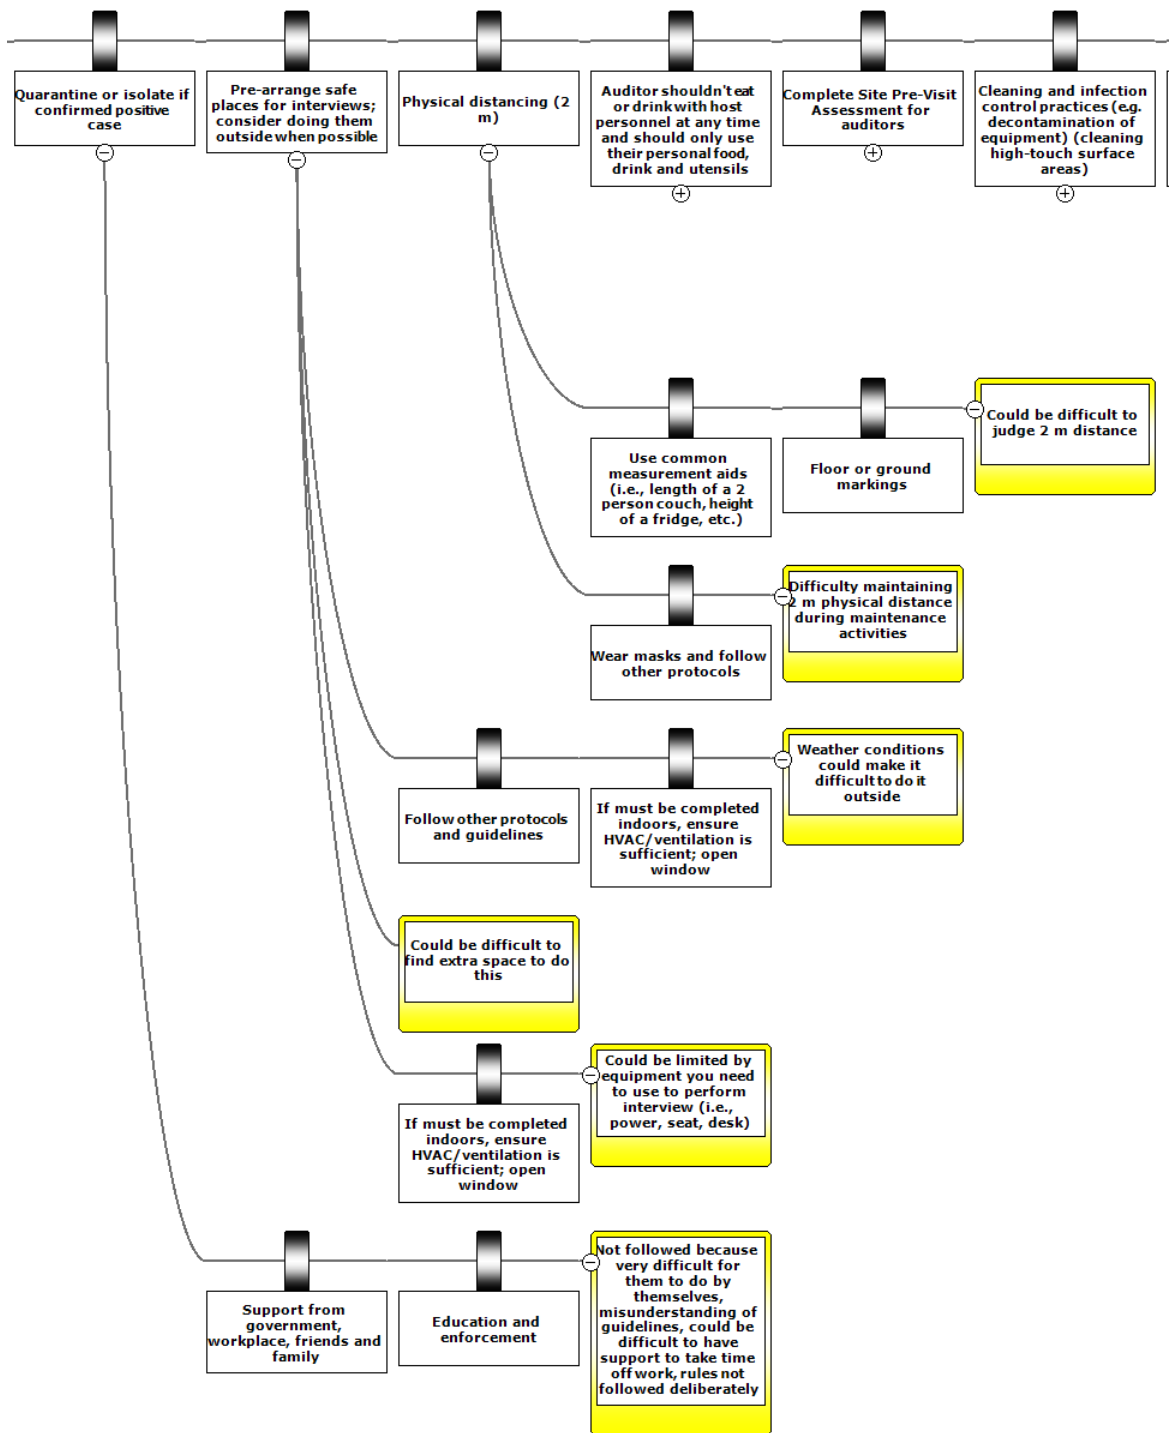 Quarantine or isolate if
confirmed positive
case
Pre-arrange safe
places for interviews;
consider doing them
outside when possible
Physical distancing (2
m)
Auditor shouldn't eat
or drink with host
personnel at any time
and should only use
their personal food,
drink and utensils
Complete Site Pre-Visit
Assessment for
auditors
Cleaning and infection
control practices (e.g.
decontamination of
equipment) (cleaning
high-touch surface
areas)
Use common
measurement aids
(i.e., length of a 2
person couch, height
of a fridge, etc.)
Floor or ground
markings
Could be difficult to
judge 2 m distance
Wear masks and follow
other protocols
Difficulty maintaining
2 m physical distance
during maintenance
activities
Follow other protocols
and guidelines
If must be completed
indoors, ensure
HVAC/ventilation is
sufficient; open
window
Weather conditions
could make it
difficult to do it
outside
Could be difficult to
find extra space to do
this
If must be completed
indoors, ensure
HVAC/ventilation is
sufficient; open
window
Could be limited by
equipment you need
to use to perform
interview (i.e.,
power, seat, desk)
Support from
government,
workplace, friends and
family
Education and
enforcement
Not followed because
very difficult for
them to do by
themselves,
misunderstanding of
guidelines, could be
difficult to have
support to take time
off work, rules not
followed deliberately